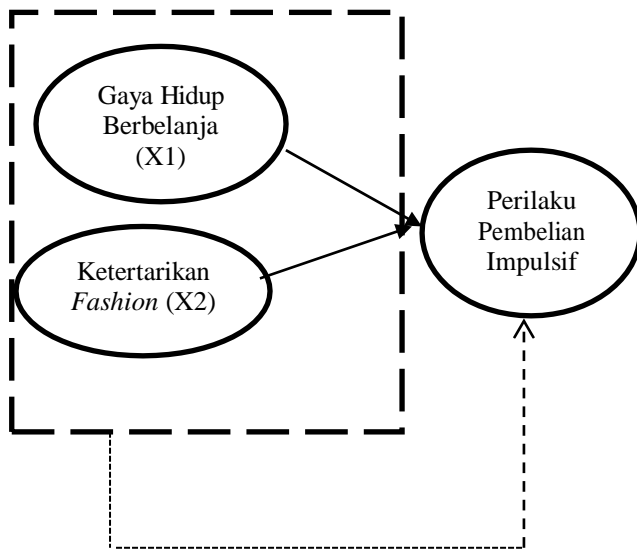 Gaya Hidup
Berbelanja
(X1)
Ketertarikan
Fashion (X2)
Perilaku
Pembelian
Impulsif